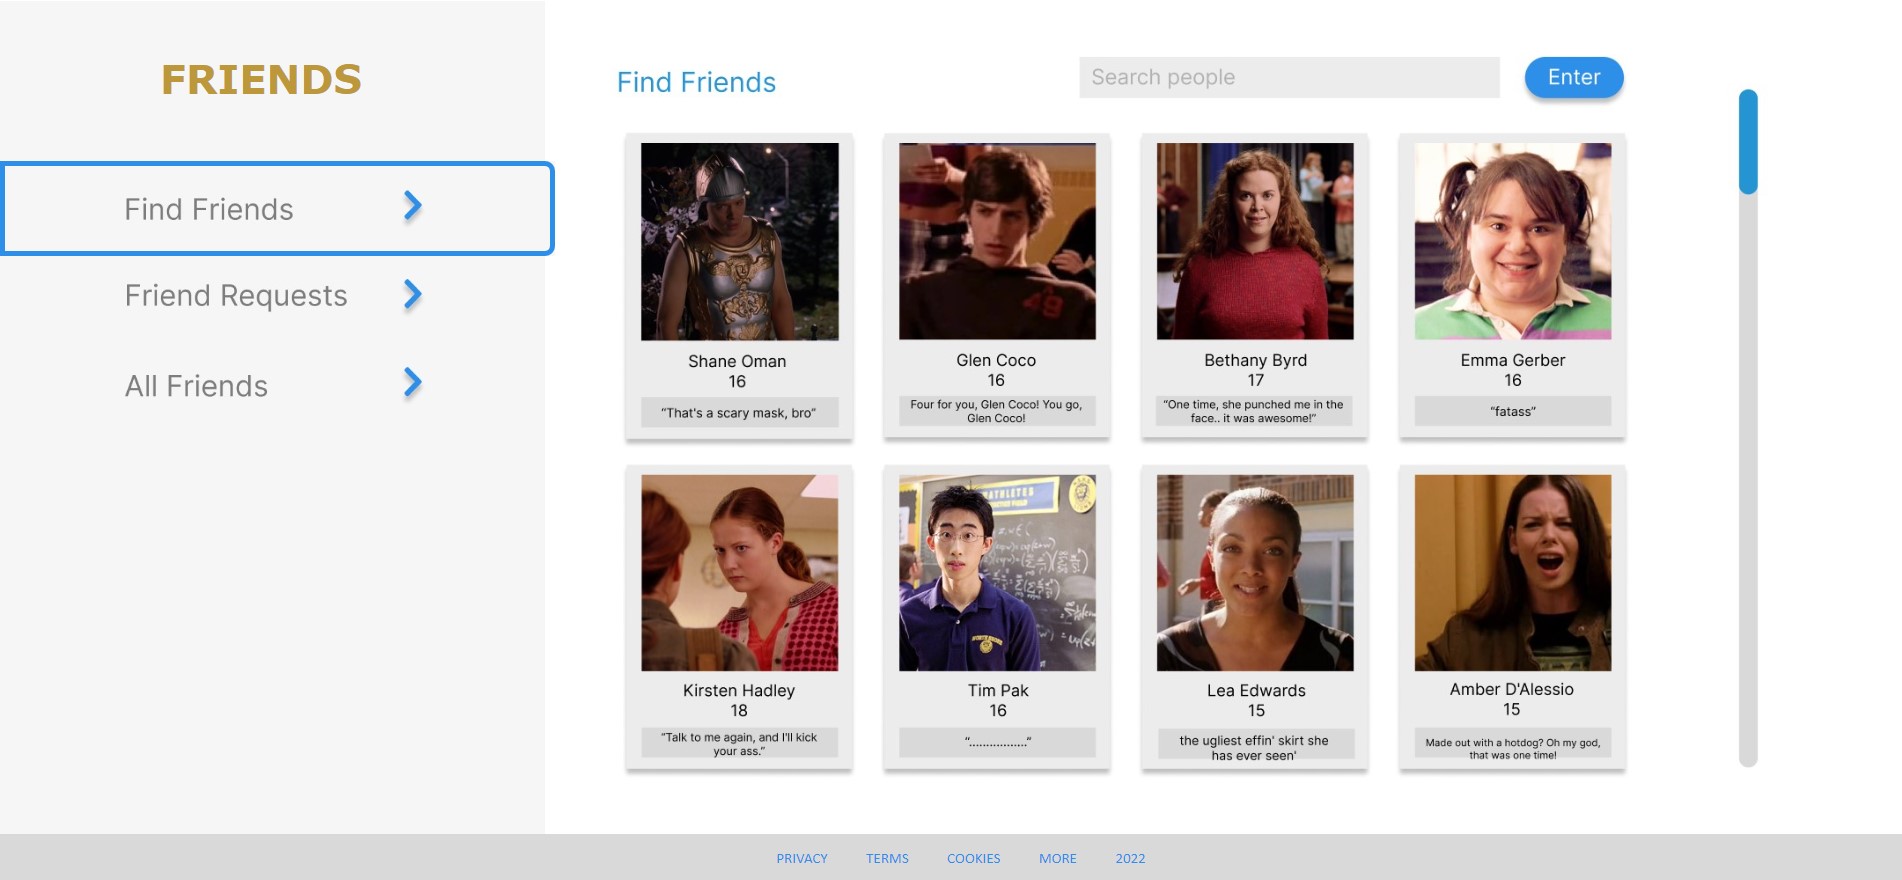 FRIENDS
Find Friends
Friend Requests
All Friends
Find Friends
Search people
Enter
Shane Oman
16
“That's a scary mask, bro”
Glen Coco
16
Four for you, Glen Coco! You go,
Glen Coco!
Bethany Byrd
17
“One time, she punched me in the
face.. it was awesome!”
Emma Gerber
16
“fatass”
Kirsten Hadley
18
“Talk to me again, and I'll kick
your ass.”
ATHLETES
Tim Pak
16
“................”
Lea Edwards
15
the ugliest effin' skirt she
has ever seen'
Amber D'Alessio
15
Made out with a hotdog? Oh my god,
that was one time!
PRIVACY
TERMS
COOKIES
MORE
2022